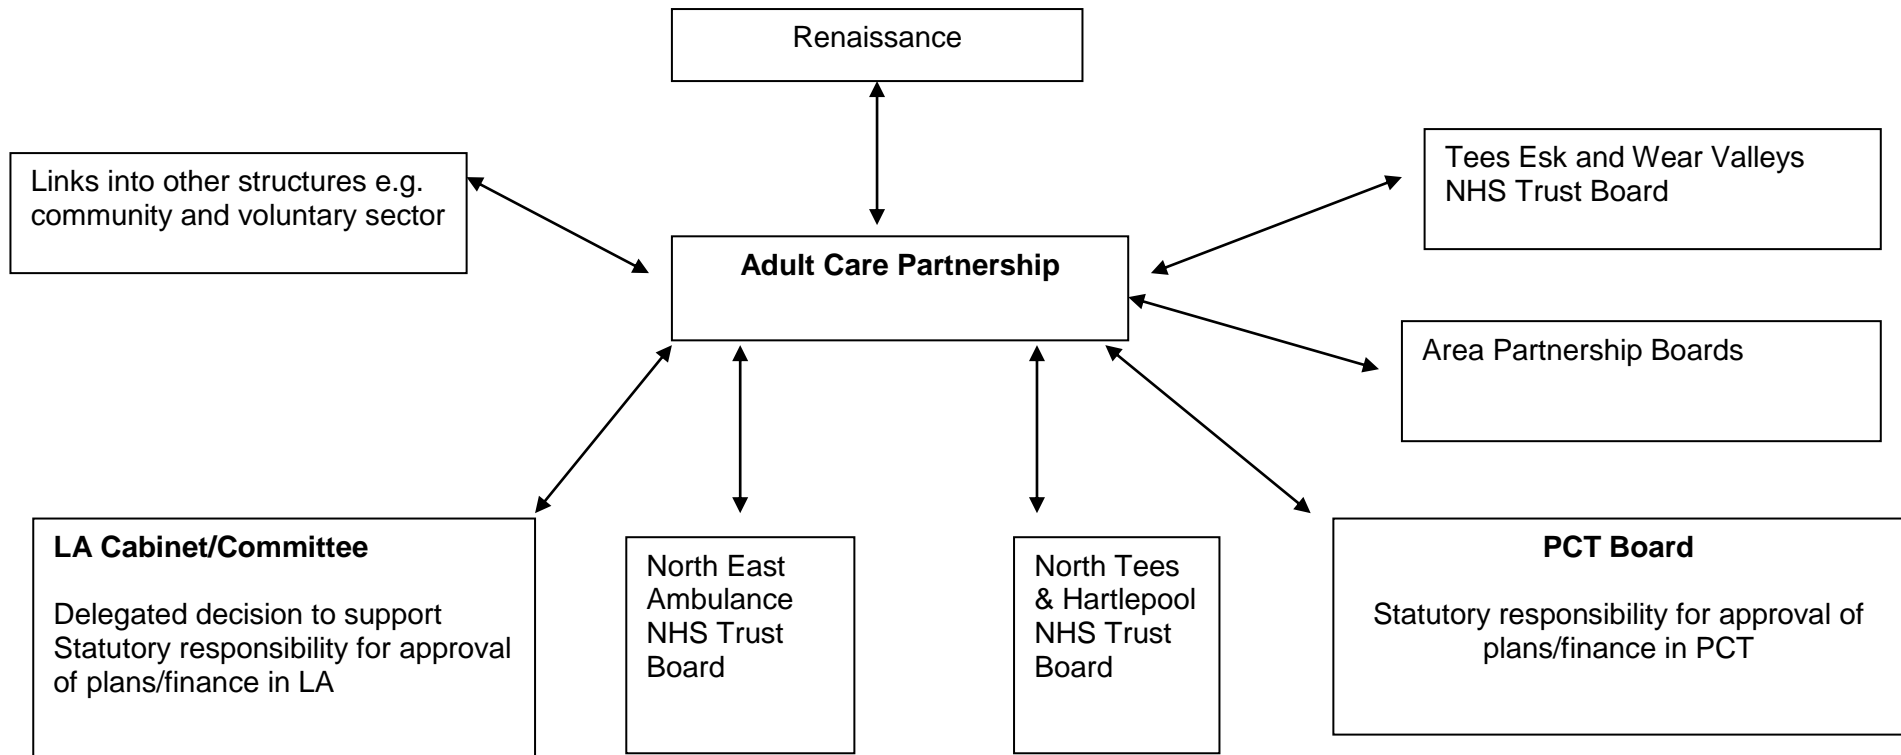 Renaissance
Links into other structures e.g.
community and voluntary sector
Tees Esk and Wear Valleys
NHS Trust Board
Adult Care Partnership
Area Partnership Boards
LA Cabinet/Committee
Delegated decision to support
Statutory responsibility for approval
of plans/finance in LA
North East
Ambulance
NHS Trust
Board
North Tees
& Hartlepool
NHS Trust
Board
PCT Board
Statutory responsibility for approval of
plans/finance in PCT